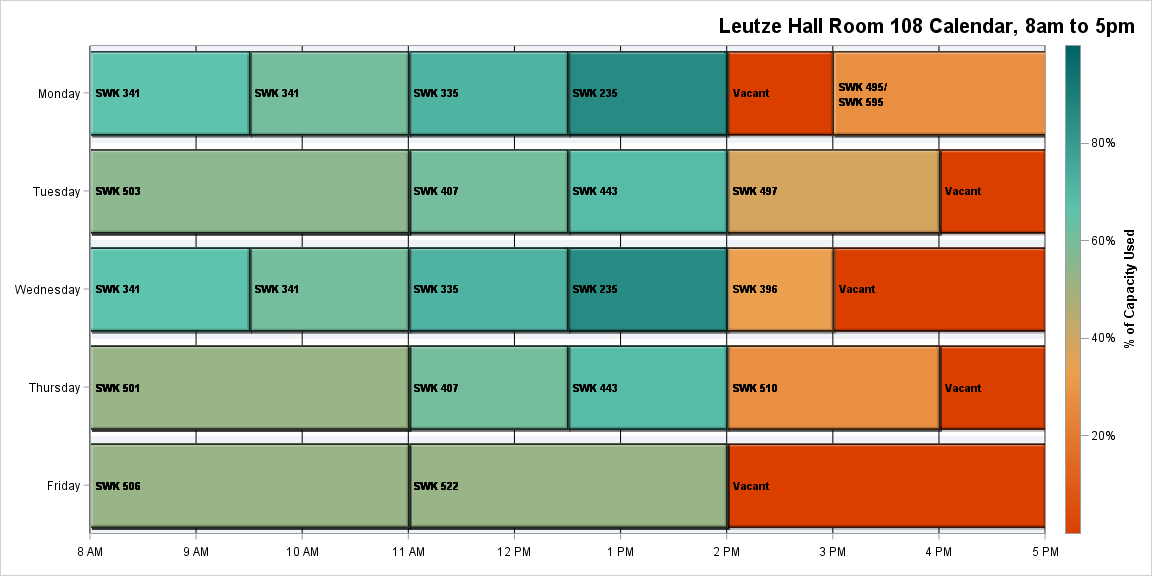 Leutze Hall Room 108 Calendar, 8am to 5pm
Monday
SWK 341
SWK 341
SWK 335
SWK 235
Vacant
SWK 495/
SWK 595
Tuesday
SWK 503
SWK 407
SWK 443
SWK 497
Vacant
Wednesday
SWK 341
SWK 341
SWK 335
SWK 235
SWK 396
Vacant
Thursday
SWK 501
SWK 407
SWK 443
SWK 510
Vacant
Friday
SWK 506
SWK 522
Vacant
8 AM
9 AM
10 AM
11 AM
12 PM
1 PM
2 PM
3 PM
4 PM
5 PM
80%
60%
40%
20%
% of Capacity Used